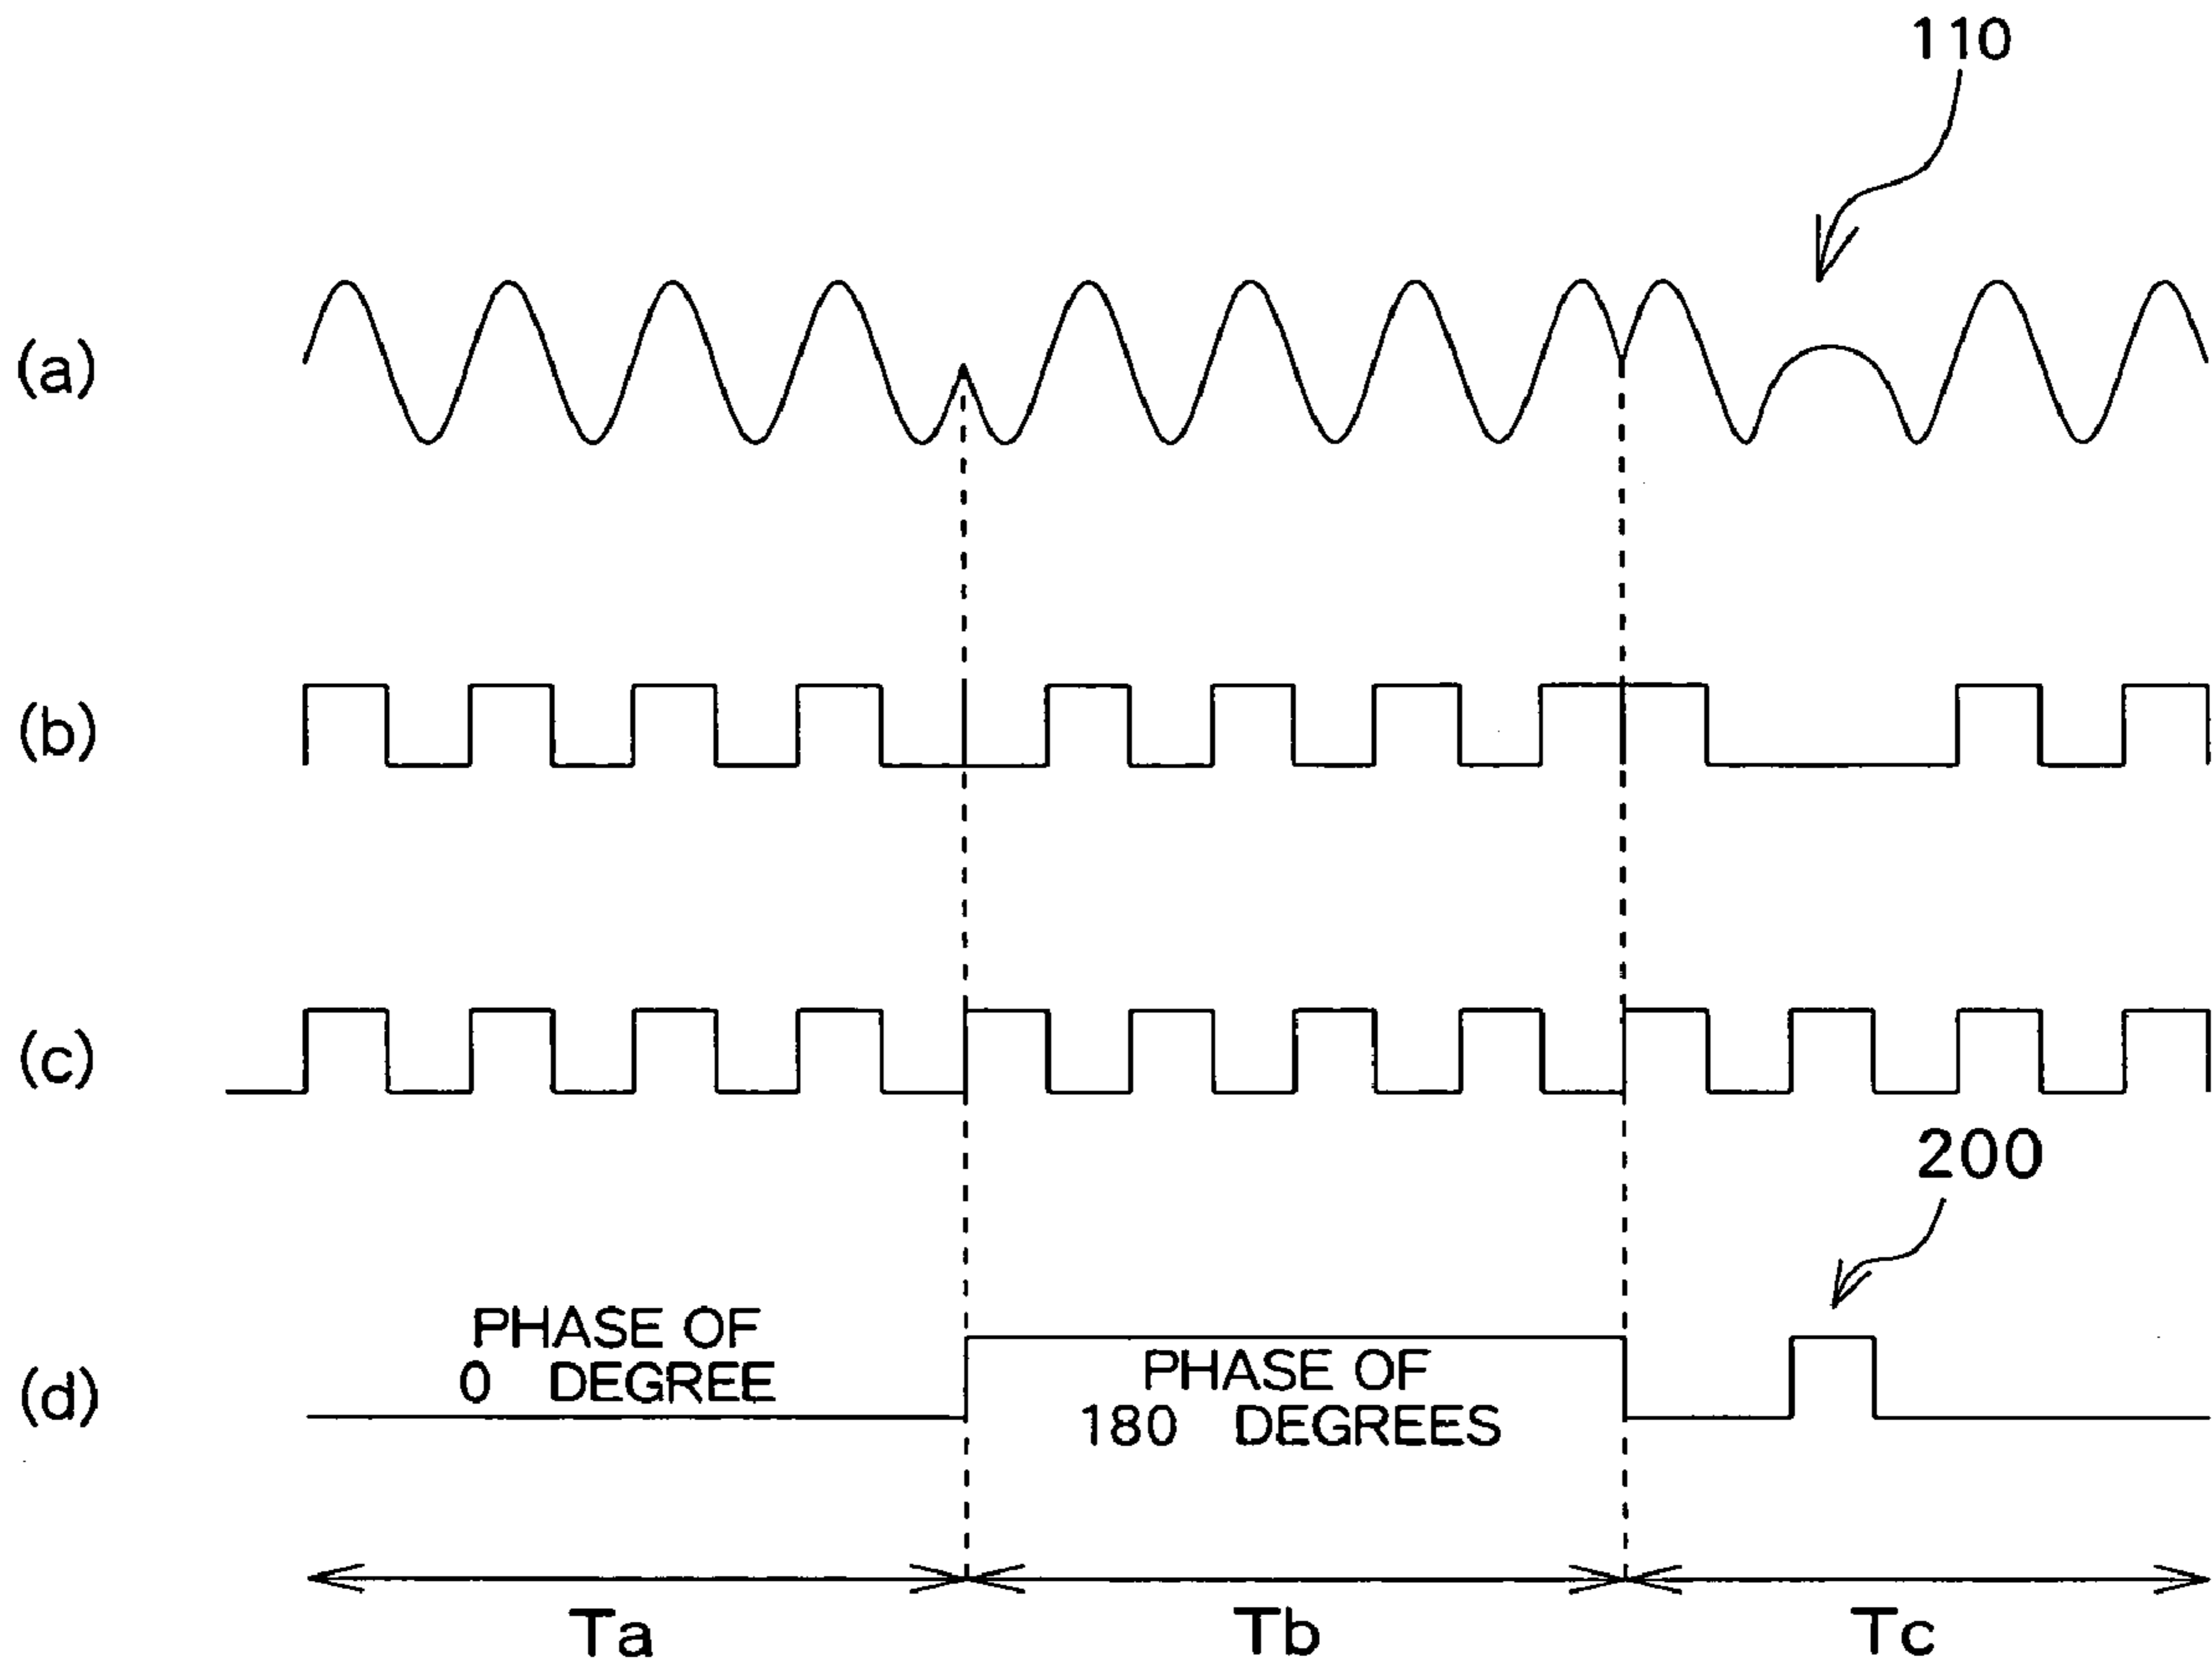 110
(a)
(b)
(c)
200
(d)
PHASE OF
0 DEGREE
PHASE OF
180 DEGREES
Ta
Tb
Tc